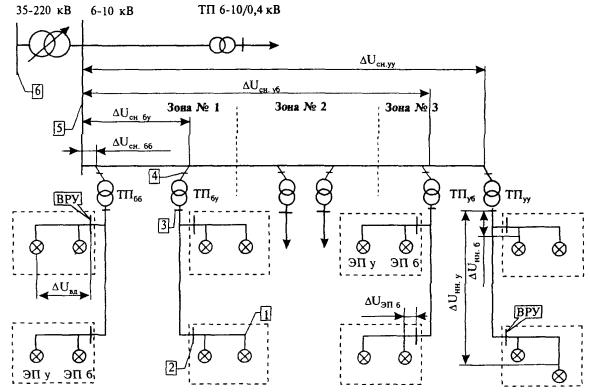 35-220 кВ 6-10 кВ ТП 6-10/0,4 кВ
6
ΔUсн.уу
ΔUсн. уб
5
ΔUсн бу
Зона № 1 Зона № 2 Зона № 3
ΔUсн. бб
4
ВРУ
ТПбб ТПбу ТПуб ТПуу
3
ЭП у ЭП б
ΔUнн. б
ΔUвд
ΔUнн. у
ΔUЭП б
ВРУ
1
2
ЭП у ЭП б